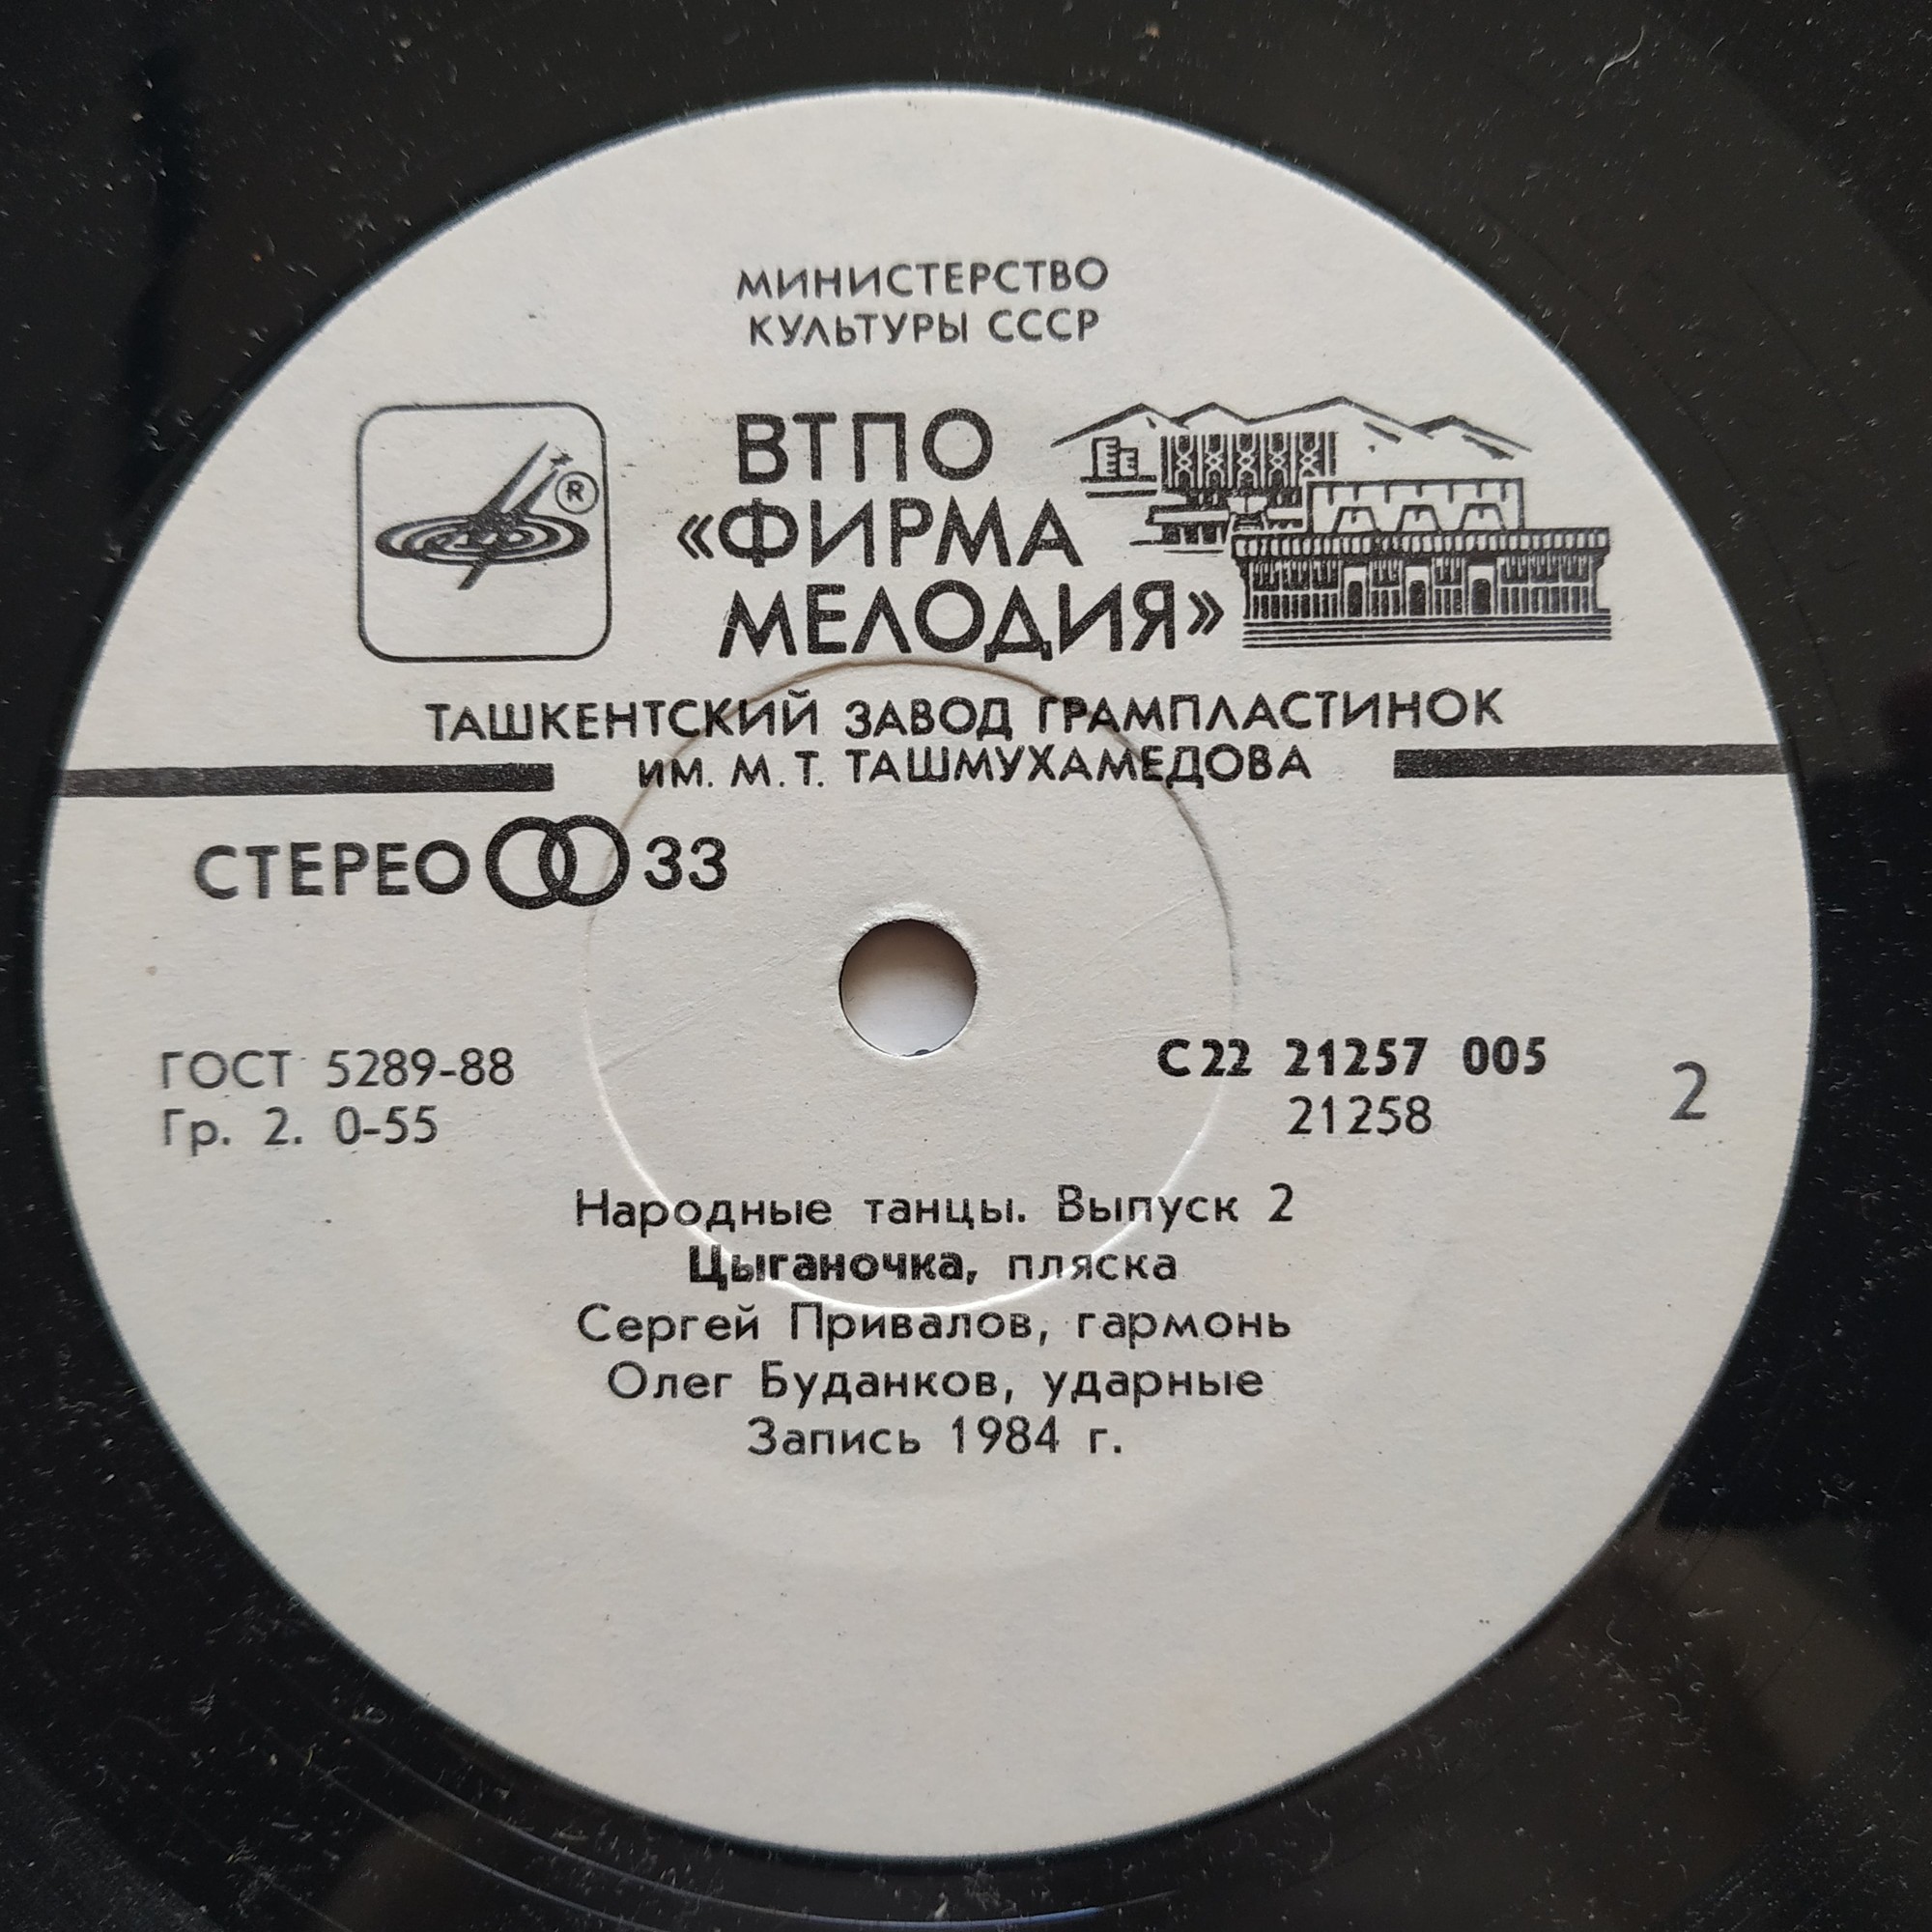 МИНИСТЕРСТВО
КУЛЬТУРЫ СССР
ВТПО
«ФИРМА
МЕЛОДИЯ»
®
ТАШКЕНТСКИЙ ЗАВОД ГРАМПЛАСТИНОК
ИМ. М. Т. ТАШМУХАМЕДОВА
СТЕРЕО 33
ГОСТ 5289-88
Гр. 2. 0-55
С22 21257 005
21258
2
Народные танцы. Выпуск 2
Цыганочка, пляска
Сергей Привалов, гармонь
Олег Буданков, ударные
Запись 1984 г.